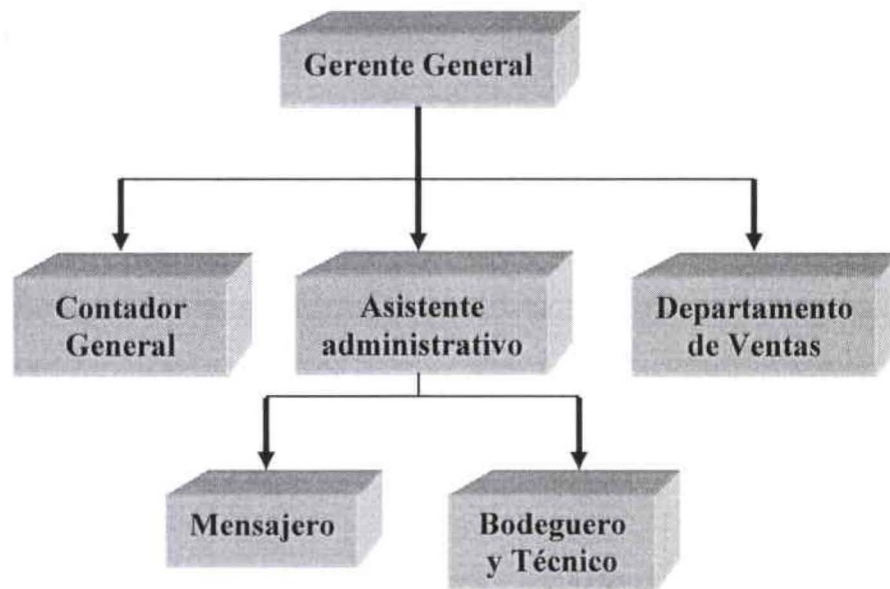 Gerente General
Contador
General
Asistente
administrativo
Departamento
de Ventas
Mensajero
Bodeguero
y Técnico